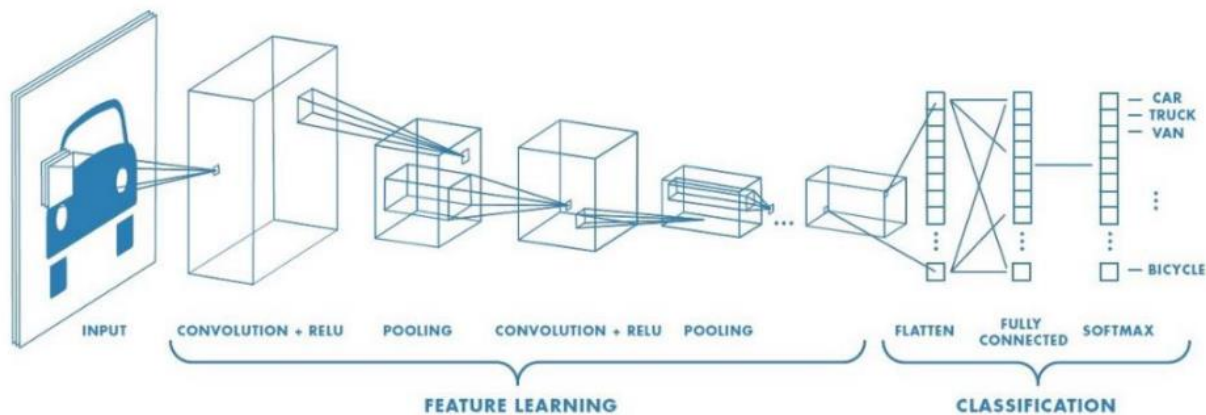 CAR
TRUCK
VAN
BICYCLE
INPUT
CONVOLUTION + RELU
POOLING
CONVOLUTION + RELU
POOLING
FLATTEN
FULLY
CONNECTED
SOFTMAX
FEATURE LEARNING
CLASSIFICATION